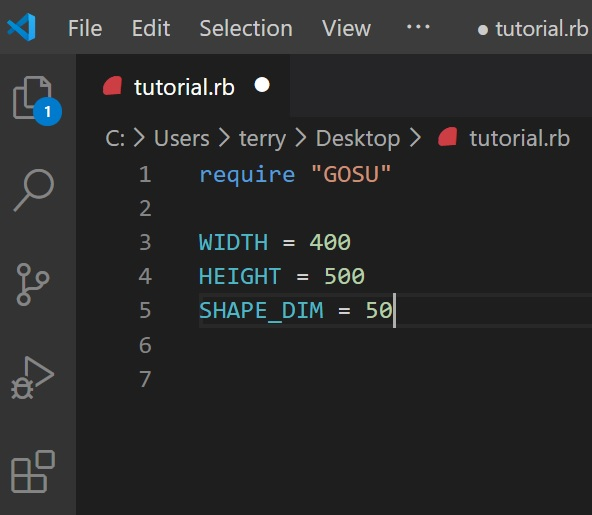 File Edit Selection View ··· ● tutorial.rb
tutorial.rb ●
1
C: > Users > terry > Desktop > tutorial.rb
1 require "GOSU"
2
3 WIDTH = 400
4 HEIGHT = 500
5 SHAPE_DIM = 50
6
7